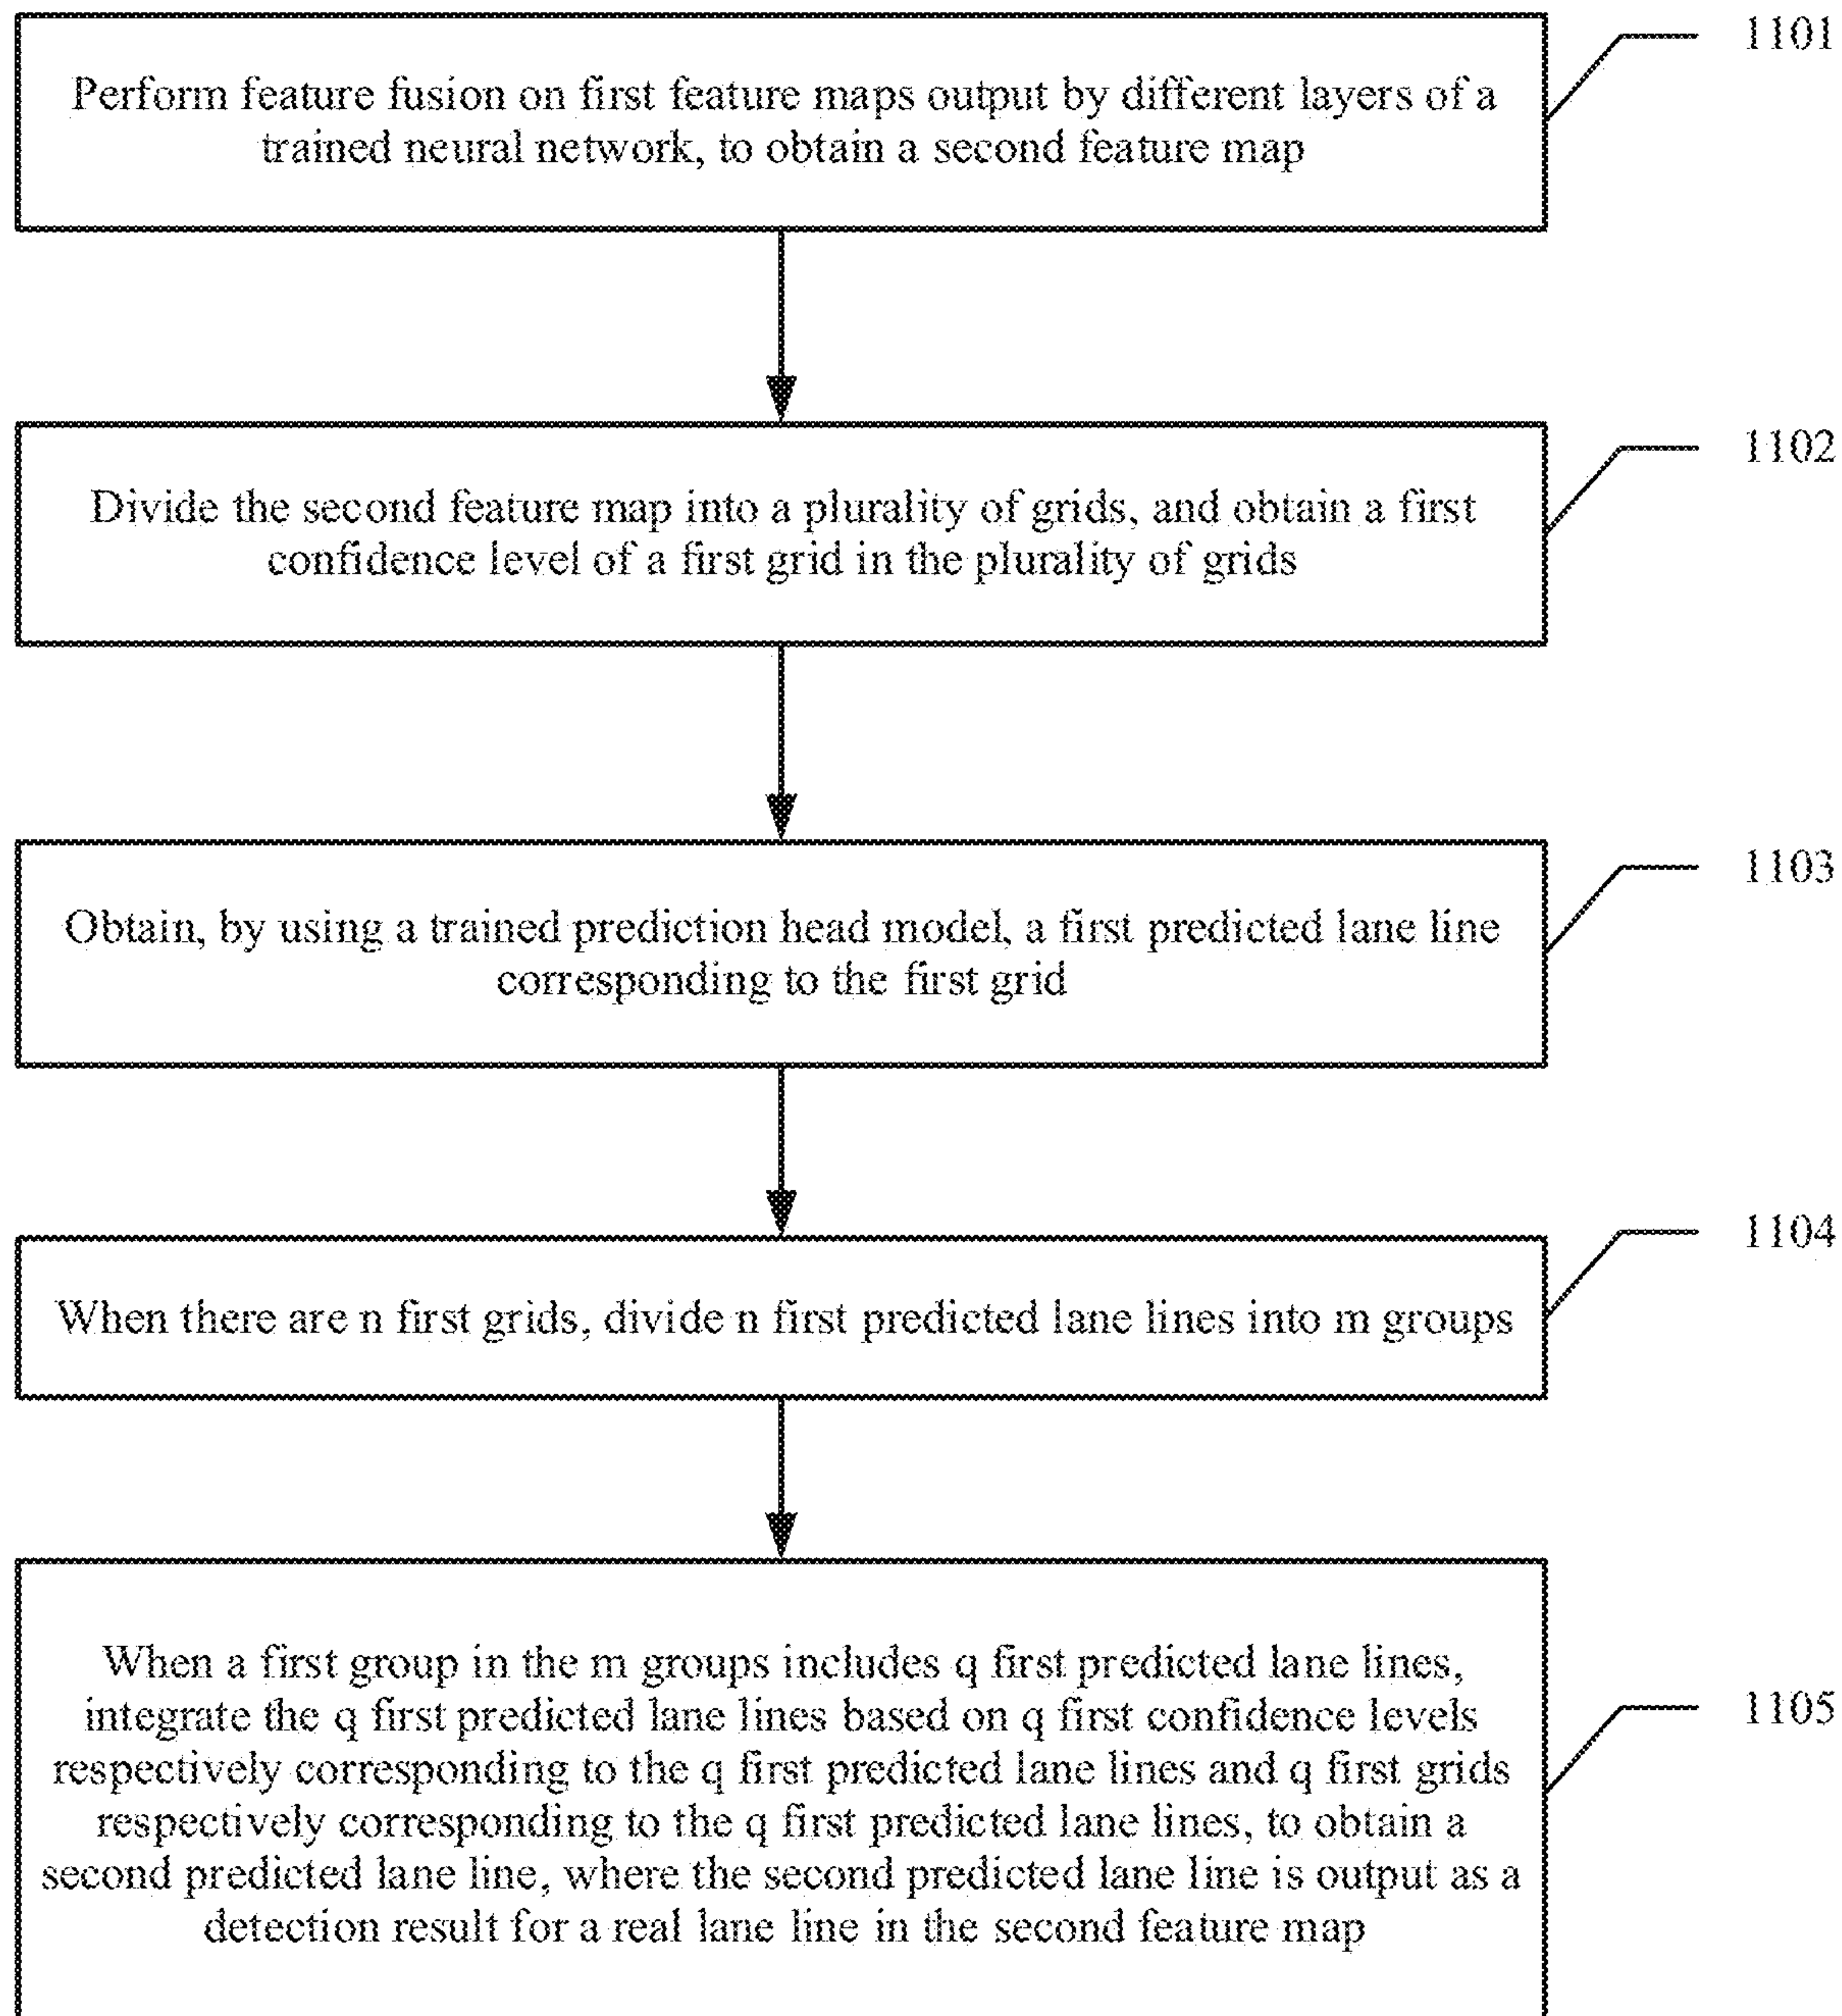 1101
Perform feature fusion on first feature maps output by different layers of a
trained neural network, to obtain a second feature map
1102
Divide the second feature map into a plurality of grids, and obtain a first
confidence level of a first grid in the plurality of grids
1103
Obtain, by using a trained prediction head model, a first predicted lane line
corresponding to the first grid
1104
When there are n first grids, divide n first predicted lane lines into m groups
1105
When a first group in the m groups includes q first predicted lane lines,
integrate the q first predicted lane lines based on q first confidence levels
respectively corresponding to the q first predicted lane lines and q first grids
respectively corresponding to the q first predicted lane lines, to obtain a
second predicted lane line, where the second predicted lane line is output as a
detection result for a real lane line in the second feature map